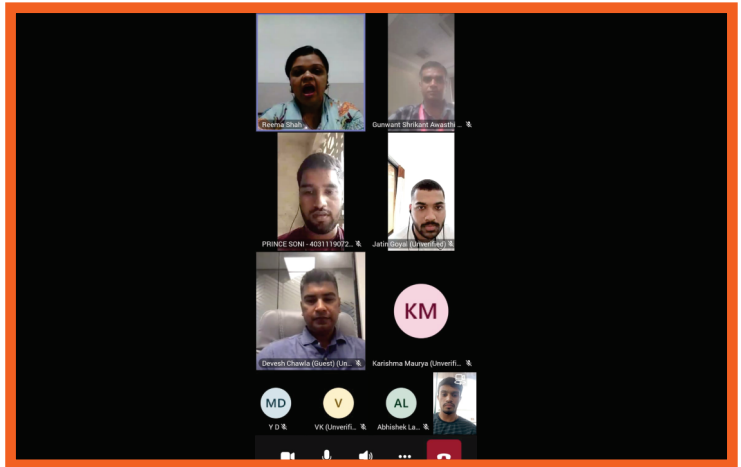 Reema Shah
Gunwant Shrikant Awasthi ...
PRINCE SONI - 4031119072...
Jatin Goyal (Unverified)
KM
Devesh Chawla (Guest) (Un...
Karishma Maurya (Unverifi...
MD
V
AL
Y D
VK (Unverifi...
Abhishek La...